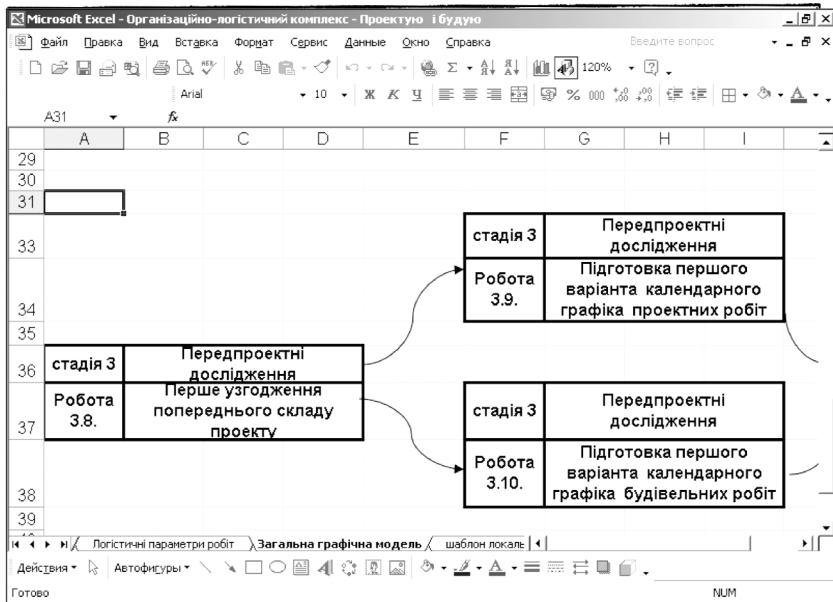 Microsoft Excel - Організаційно-логістичний комплекс - Проектую і будую
Файл Правка Вид Вставка Формат Сервис Данные Окно Справка Введите вопрос
120%
Arial 10 Ж К Ч % 000
A31 fx
A B C D E F G H I
29
30
31
33
стадія 3 Передпроектні
дослідження
34
Робота
3.9.
Підготовка першого
варіанта календарного
графіка проектних робіт
35
36
стадія 3 Передпроектні
дослідження
37
Робота
3.8.
Перше узгодження
попереднього складу
проекту
стадія 3 Передпроектні
дослідження
38
Робота
3.10.
Підготовка першого
варіанта календарного
графіка будівельних робіт
39
Логістичні параметри робіт Загальна графічна модель шаблон локаль
Действия Автофигуры
Готово NUM